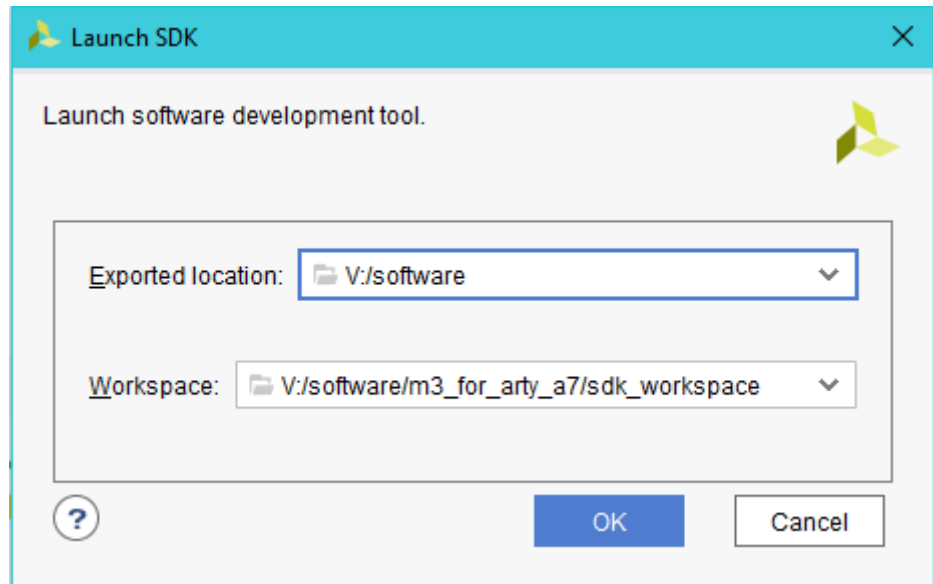 Launch SDK
Launch software development tool.
Exported location: V:/software
Workspace: V:/software/m3_for_arty_a7/sdk_workspace
? OK Cancel